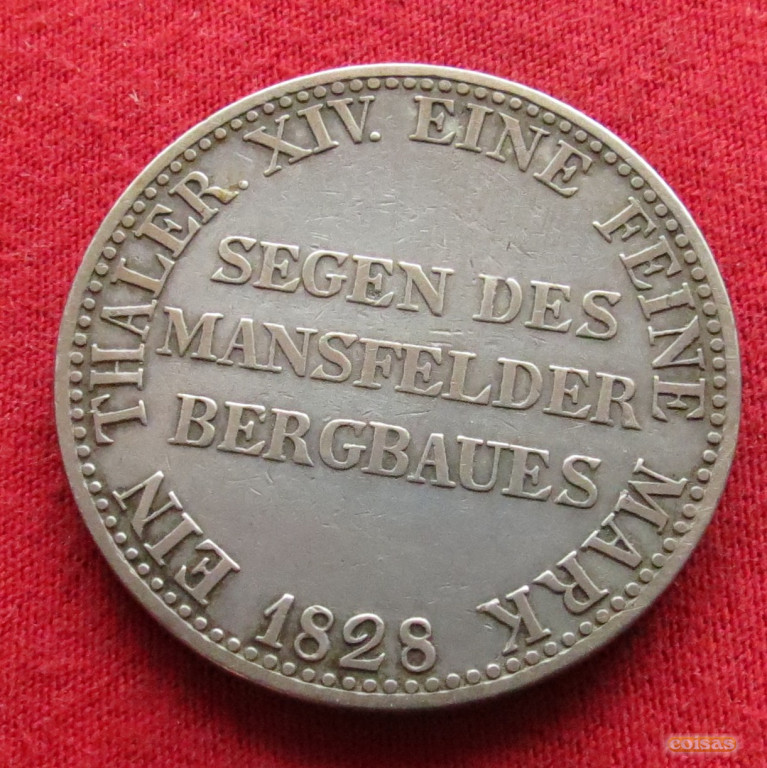 EIN THALER. XIV. EINE FEINE MARK
SEGEN DES
MANSFELDER
BERGBAUES
1828
coisas